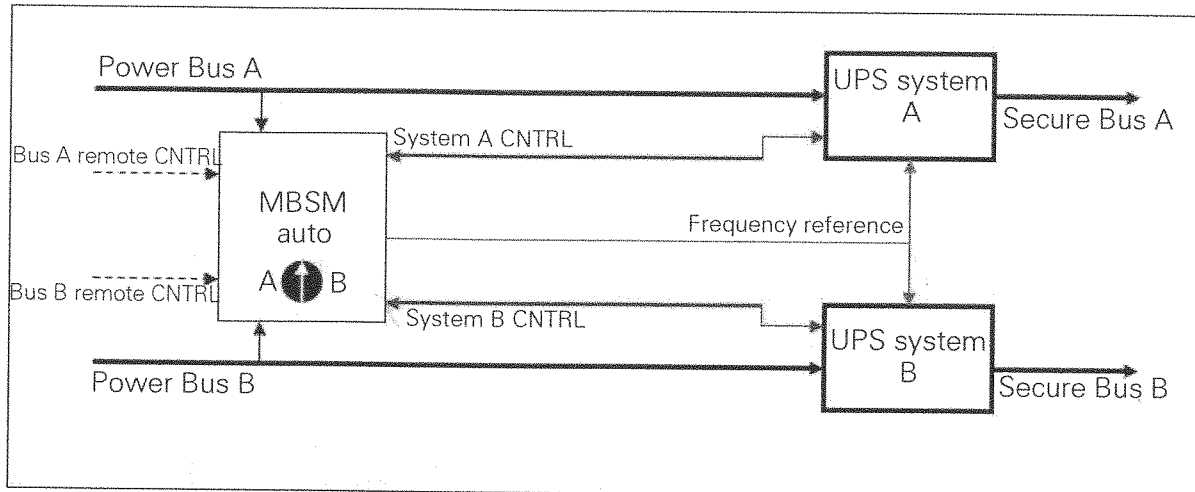 Power Bus A
UPS system
A
Secure Bus A
System A CNTRL
Bus A remote CNTRL
MBSM
auto
A B
Frequency reference
Bus B remote CNTRL
System B CNTRL
UPS system
B
Power Bus B
Secure Bus B